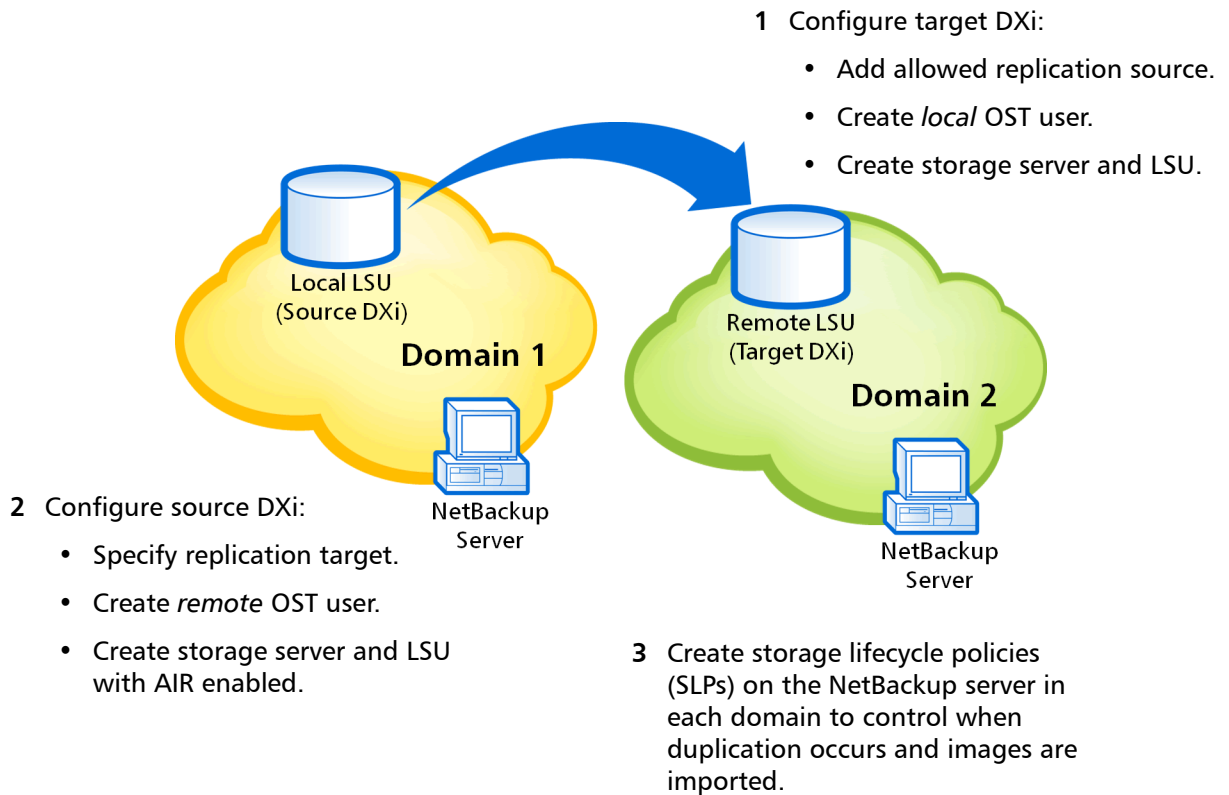 1 Configure target DXi:
• Add allowed replication source.
• Create local OST user.
• Create storage server and LSU.
Local LSU
(Source DXi)
Domain 1
NetBackup
Server
Remote LSU
(Target DXi)
Domain 2
NetBackup
Server
2 Configure source DXi:
• Specify replication target.
• Create remote OST user.
• Create storage server and LSU
with AIR enabled.
3 Create storage lifecycle policies
(SLPs) on the NetBackup server in
each domain to control when
duplication occurs and images are
imported.